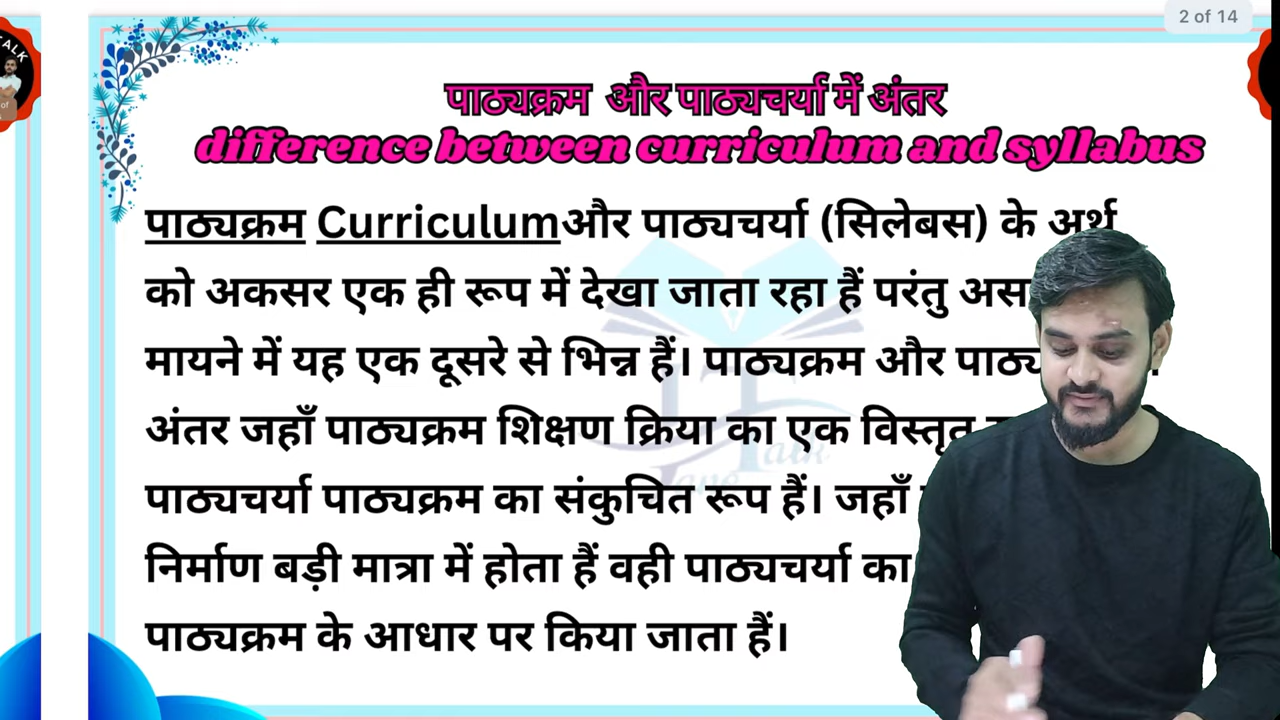 2 of 14
TALK
पाठ्यक्रम और पाठ्यचर्या में अंतर
difference between curriculum and syllabus
पाठ्यक्रम Curriculumऔर पाठ्यचर्या (सिलेबस) के अर्थ
को अकसर एक ही रूप में देखा जाता रहा हैं परंतु
मायने में यह एक दूसरे से भिन्न हैं। पाठ्यक्रम और
अंतर जहाँ पाठ्यक्रम शिक्षण क्रिया का एक विस्तृत
पाठ्यचर्या पाठ्यक्रम का संकुचित रूप हैं। जहाँ
निर्माण बड़ी मात्रा में होता हैं वही पाठ्यचर्या का
पाठ्यक्रम के आधार पर किया जाता हैं।